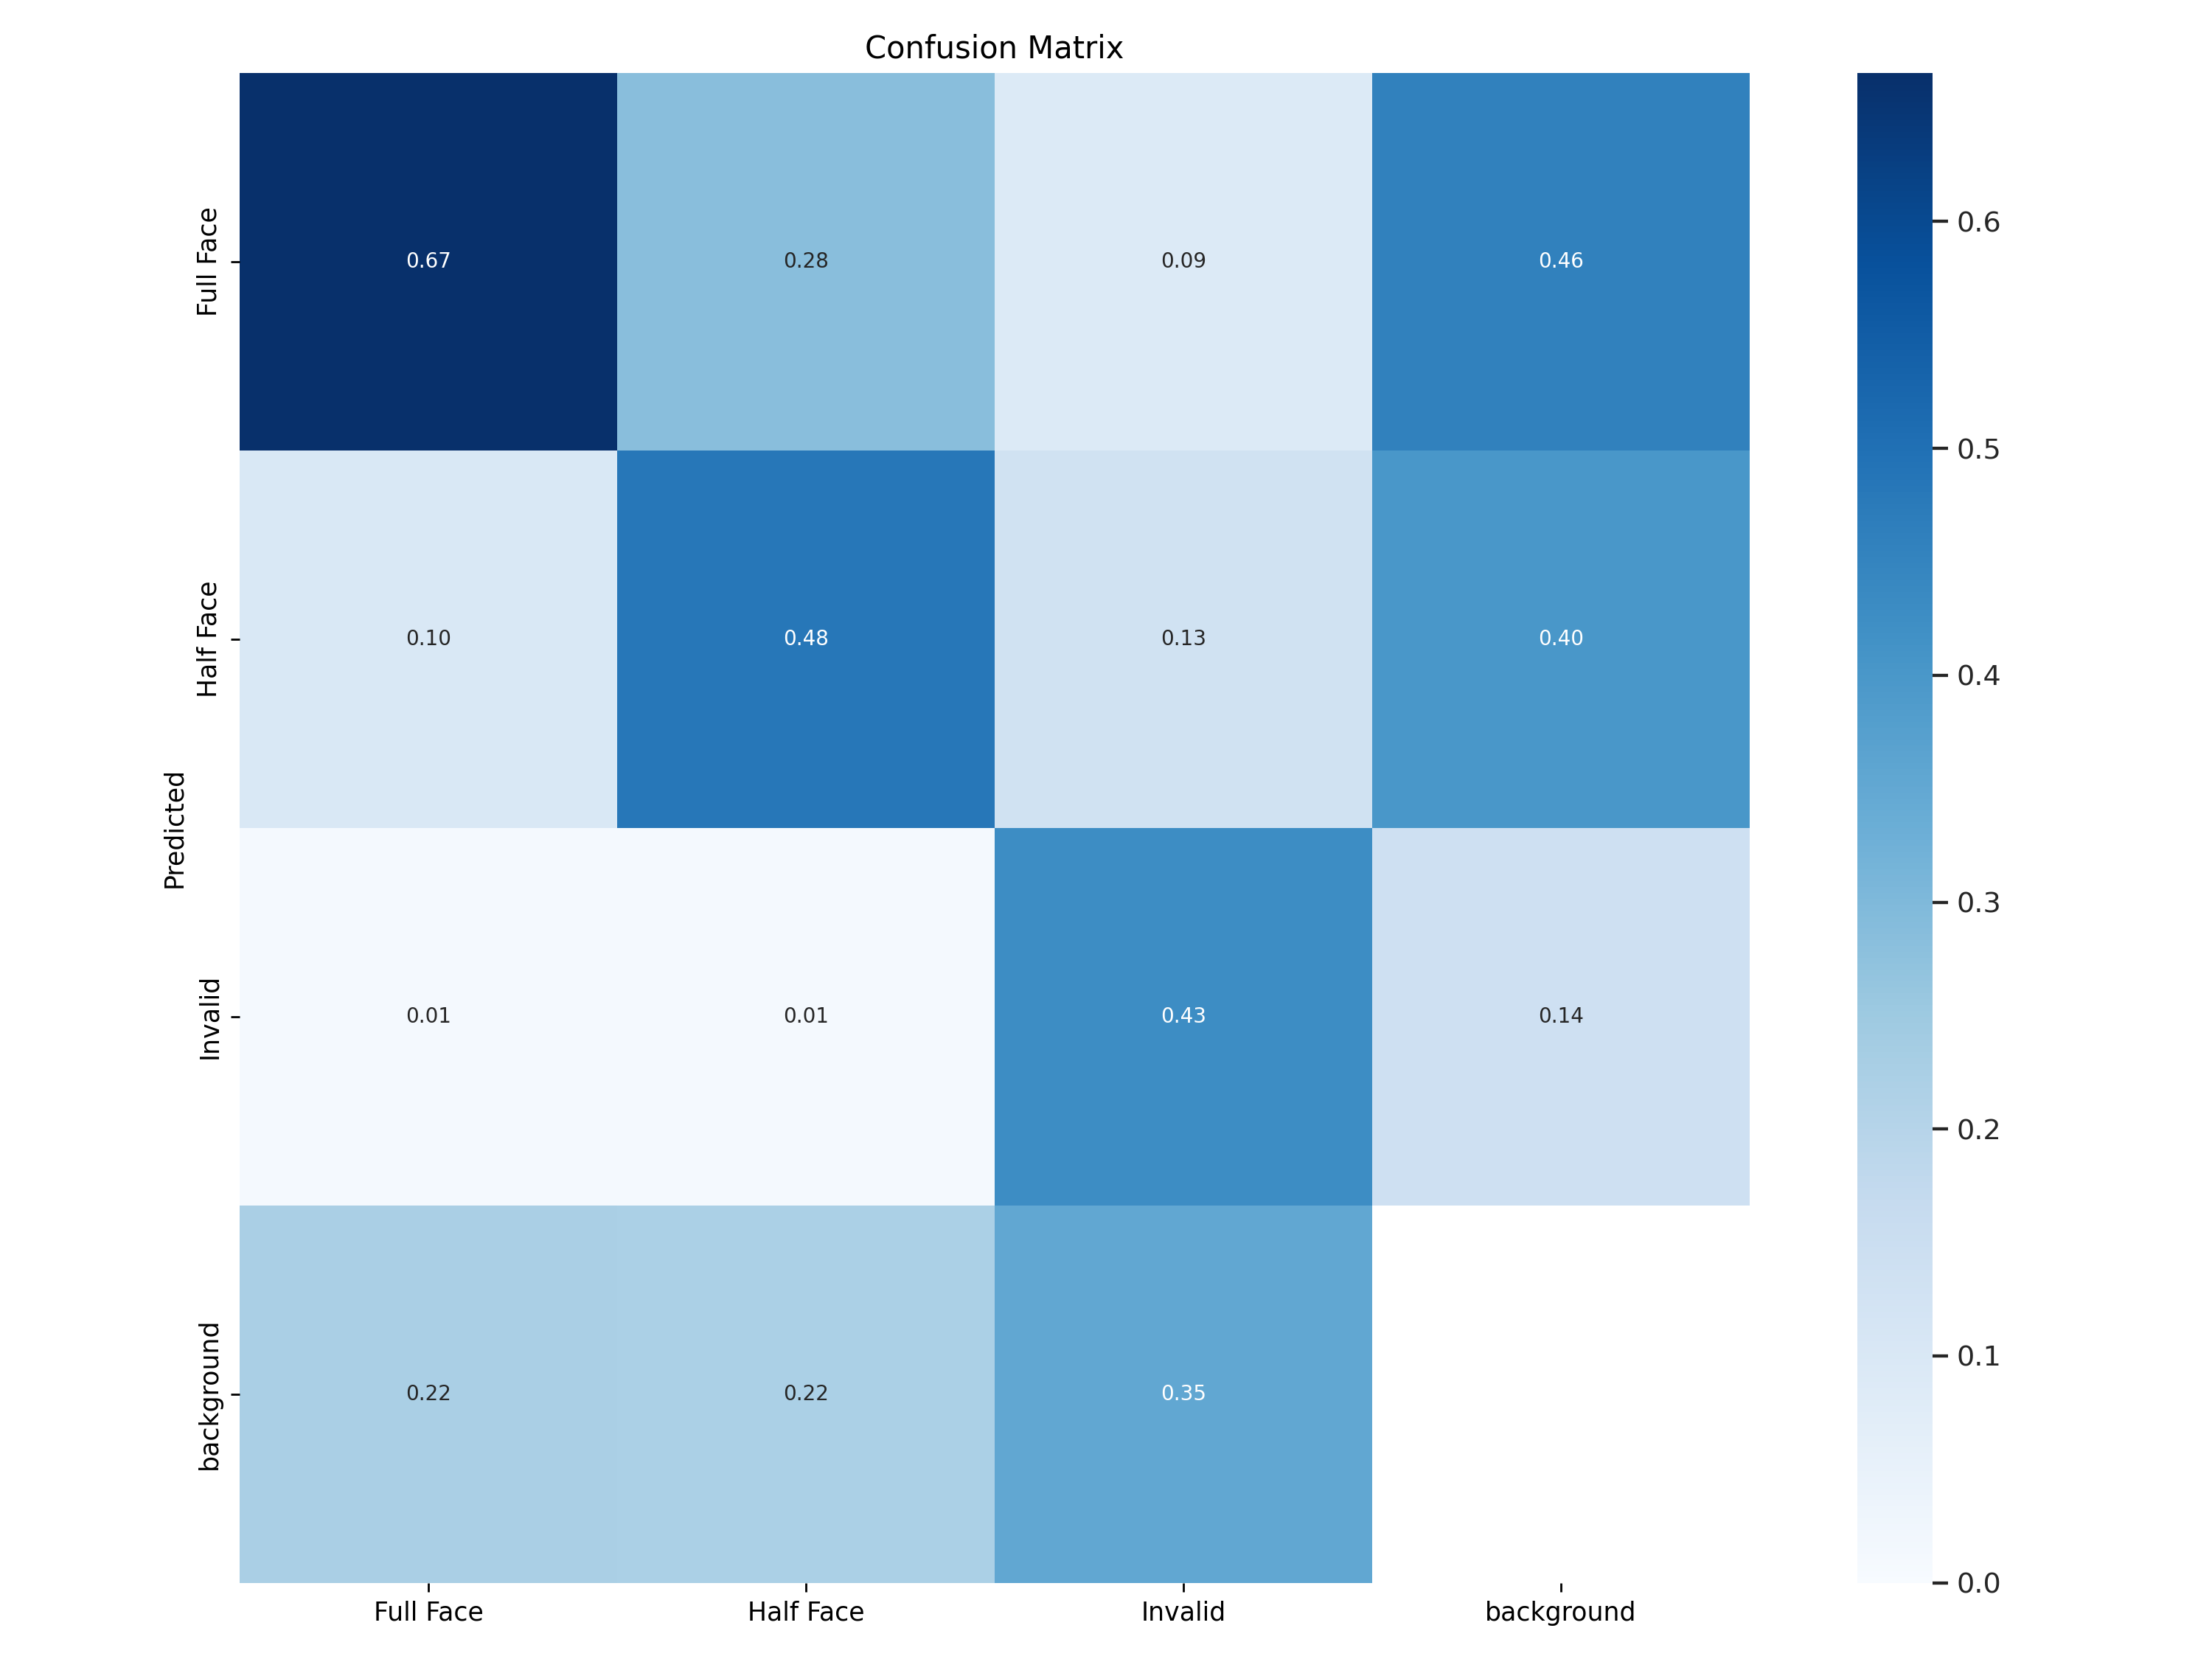 Confusion Matrix
Full Face
0.67 0.28 0.09 0.46
0.6
0.5
Half Face
0.10 0.48 0.13 0.40
0.4
Predicted
0.3
Invalid
0.01 0.01 0.43 0.14
0.2
0.1
background
0.22 0.22 0.35
0.0
Full Face Half Face Invalid background